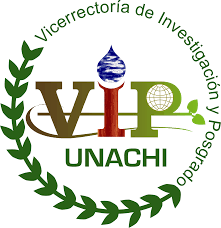 Vicerrectoría de Investigación y Posgrado
VIP
UNACHI